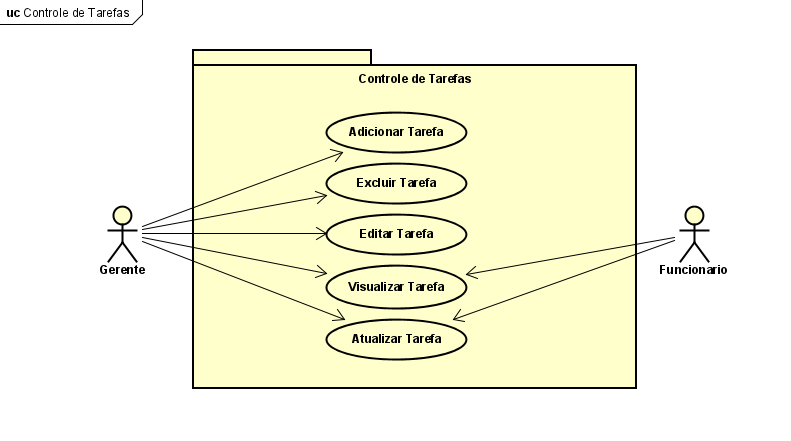 uc Controle de Tarefas
Controle de Tarefas
Adicionar Tarefa
Excluir Tarefa
Editar Tarefa
Gerente
Funcionario
Visualizar Tarefa
Atualizar Tarefa